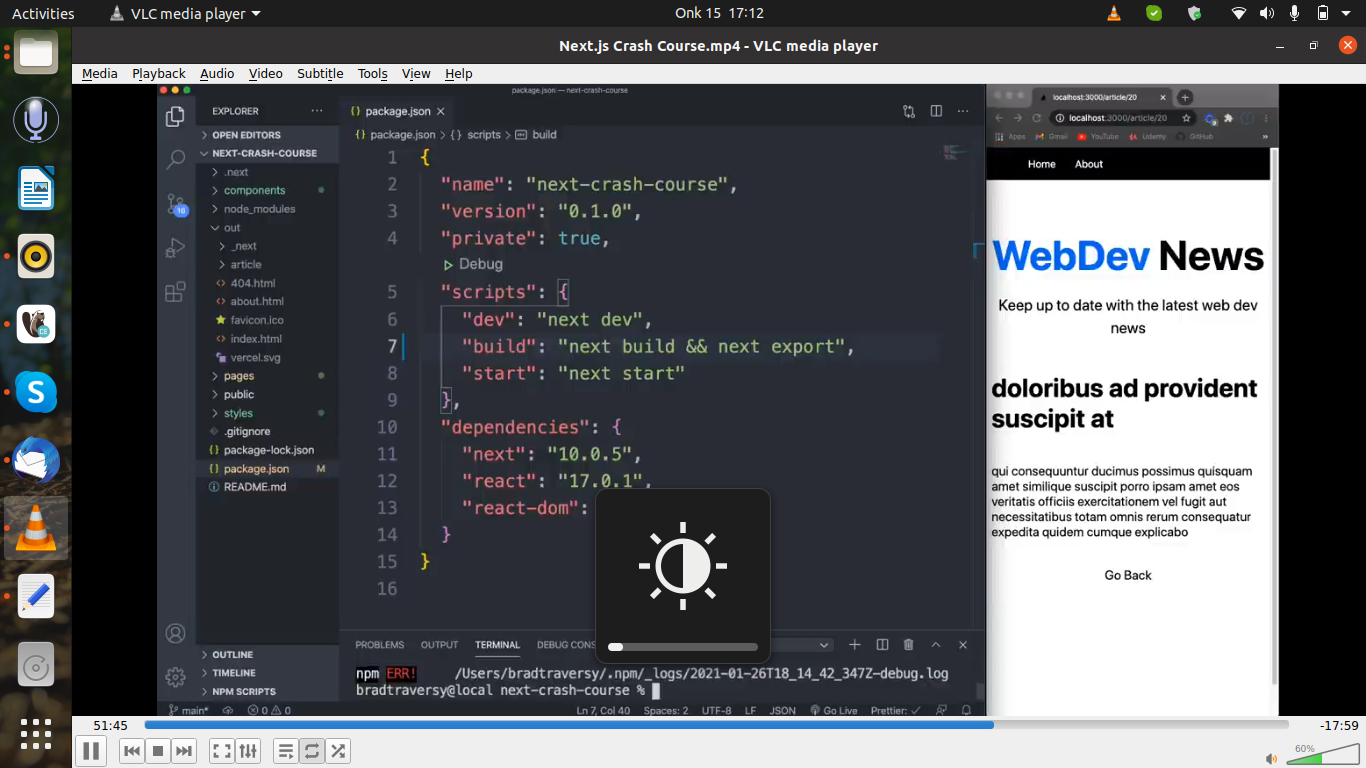 Activities
VLC media player
Onk 15 17:12
Next.js Crash Course.mp4 - VLC media player
Media Playback Audio Video Subtitle Tools View Help
package.json — next-crash-course
EXPLORER
OPEN EDITORS
NEXT-CRASH-COURSE
.next
components
node_modules
out
_next
article
404.html
about.html
favicon.ico
index.html
vercel.svg
pages
public
styles
.gitignore
package-lock.json
package.json M
README.md
OUTLINE
TIMELINE
NPM SCRIPTS
10
package.json
package.json > {} scripts > build
1 {
2 "name": "next-crash-course",
3 "version": "0.1.0",
4 "private": true,
Debug
5 "scripts": {
6 "dev": "next dev",
7 "build": "next build && next export",
8 "start": "next start"
9 },
10 "dependencies": {
11 "next": "10.0.5",
12 "react": "17.0.1",
13 "react-dom":
14 }
15 }
16
PROBLEMS OUTPUT TERMINAL DEBUG CONS
npm ERR! /Users/bradtraversy/.npm/_logs/2021-01-26T18_14_42_347Z-debug.log
bradtraversy@local next-crash-course %
main* 0 0 Ln 7, Col 40 Spaces: 2 UTF-8 LF JSON Go Live Prettier: ✓
localhost:3000/article/20
localhost:3000/article/20
Apps Gmail YouTube Udemy GitHub »
Home About
WebDev News
Keep up to date with the latest web dev
news
doloribus ad provident
suscipit at
qui consequuntur ducimus possimus quisquam
amet similique suscipit porro ipsam amet eos
veritatis officiis exercitationem vel fugit aut
necessitatibus totam omnis rerum consequatur
expedita quidem cumque explicabo
Go Back
51:45
-17:59
60%